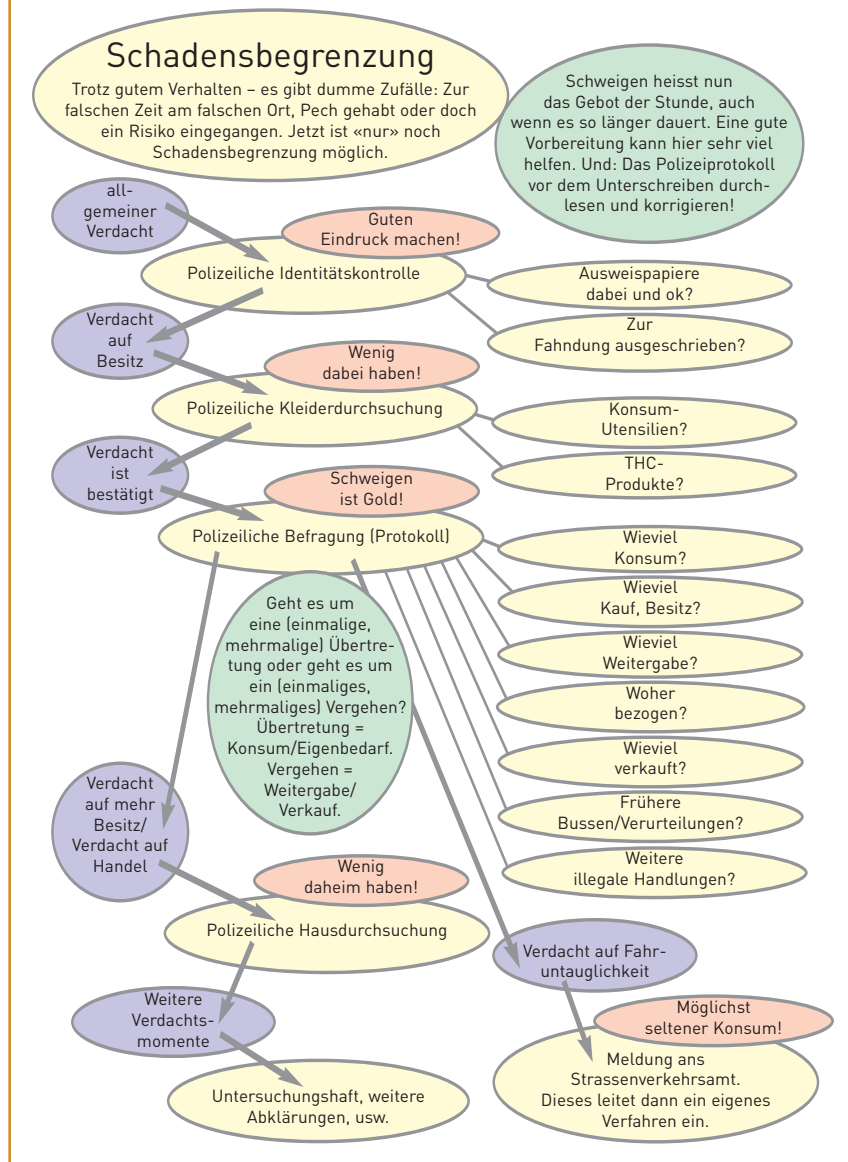 Schadensbegrenzung
Trotz gutem Verhalten – es gibt dumme Zufälle: Zur
falschen Zeit am falschen Ort, Pech gehabt oder doch
ein Risiko eingegangen. Jetzt ist «nur» noch
Schadensbegrenzung möglich.
Schweigen heisst nun
das Gebot der Stunde, auch
wenn es so länger dauert. Eine gute
Vorbereitung kann hier sehr viel
helfen. Und: Das Polizeiprotokoll
vor dem Unterschreiben durch-
lesen und korrigieren!
all-
gemeiner
Verdacht
Guten
Eindruck machen!
Polizeiliche Identitätskontrolle
Ausweispapiere
dabei und ok?
Zur
Fahndung ausgeschrieben?
Verdacht
auf
Besitz
Wenig
dabei haben!
Polizeiliche Kleiderdurchsuchung
Konsum-
Utensilien?
THC-
Produkte?
Verdacht
ist
bestätigt
Schweigen
ist Gold!
Polizeiliche Befragung (Protokoll)
Wieviel
Konsum?
Wieviel
Kauf, Besitz?
Wieviel
Weitergabe?
Woher
bezogen?
Wieviel
verkauft?
Frühere
Bussen/Verurteilungen?
Weitere
illegale Handlungen?
Geht es um
eine (einmalige,
mehrmalige) Übertre-
tung oder geht es um
ein (einmaliges,
mehrmaliges) Vergehen?
Übertretung =
Konsum/Eigenbedarf.
Vergehen =
Weitergabe/
Verkauf.
Verdacht
auf mehr
Besitz/
Verdacht auf
Handel
Wenig
daheim haben!
Polizeiliche Hausdurchsuchung
Verdacht auf Fahr-
untauglichkeit
Weitere
Verdachts-
momente
Möglichst
seltener Konsum!
Meldung ans
Strassenverkehrsamt.
Dieses leitet dann ein eigenes
Verfahren ein.
Untersuchungshaft, weitere
Abklärungen, usw.